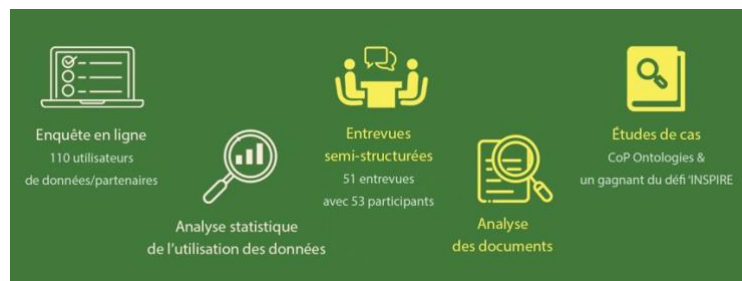 Enquête en ligne
110 utilisateurs
de données/partenaires
Analyse statistique
de l'utilisation des données
Entrevues
semi-structurées
51 entrevues
avec 53 participants
Analyse
des documents
Études de cas
CoP Ontologies &
un gagnant du défi 'INSPIRE